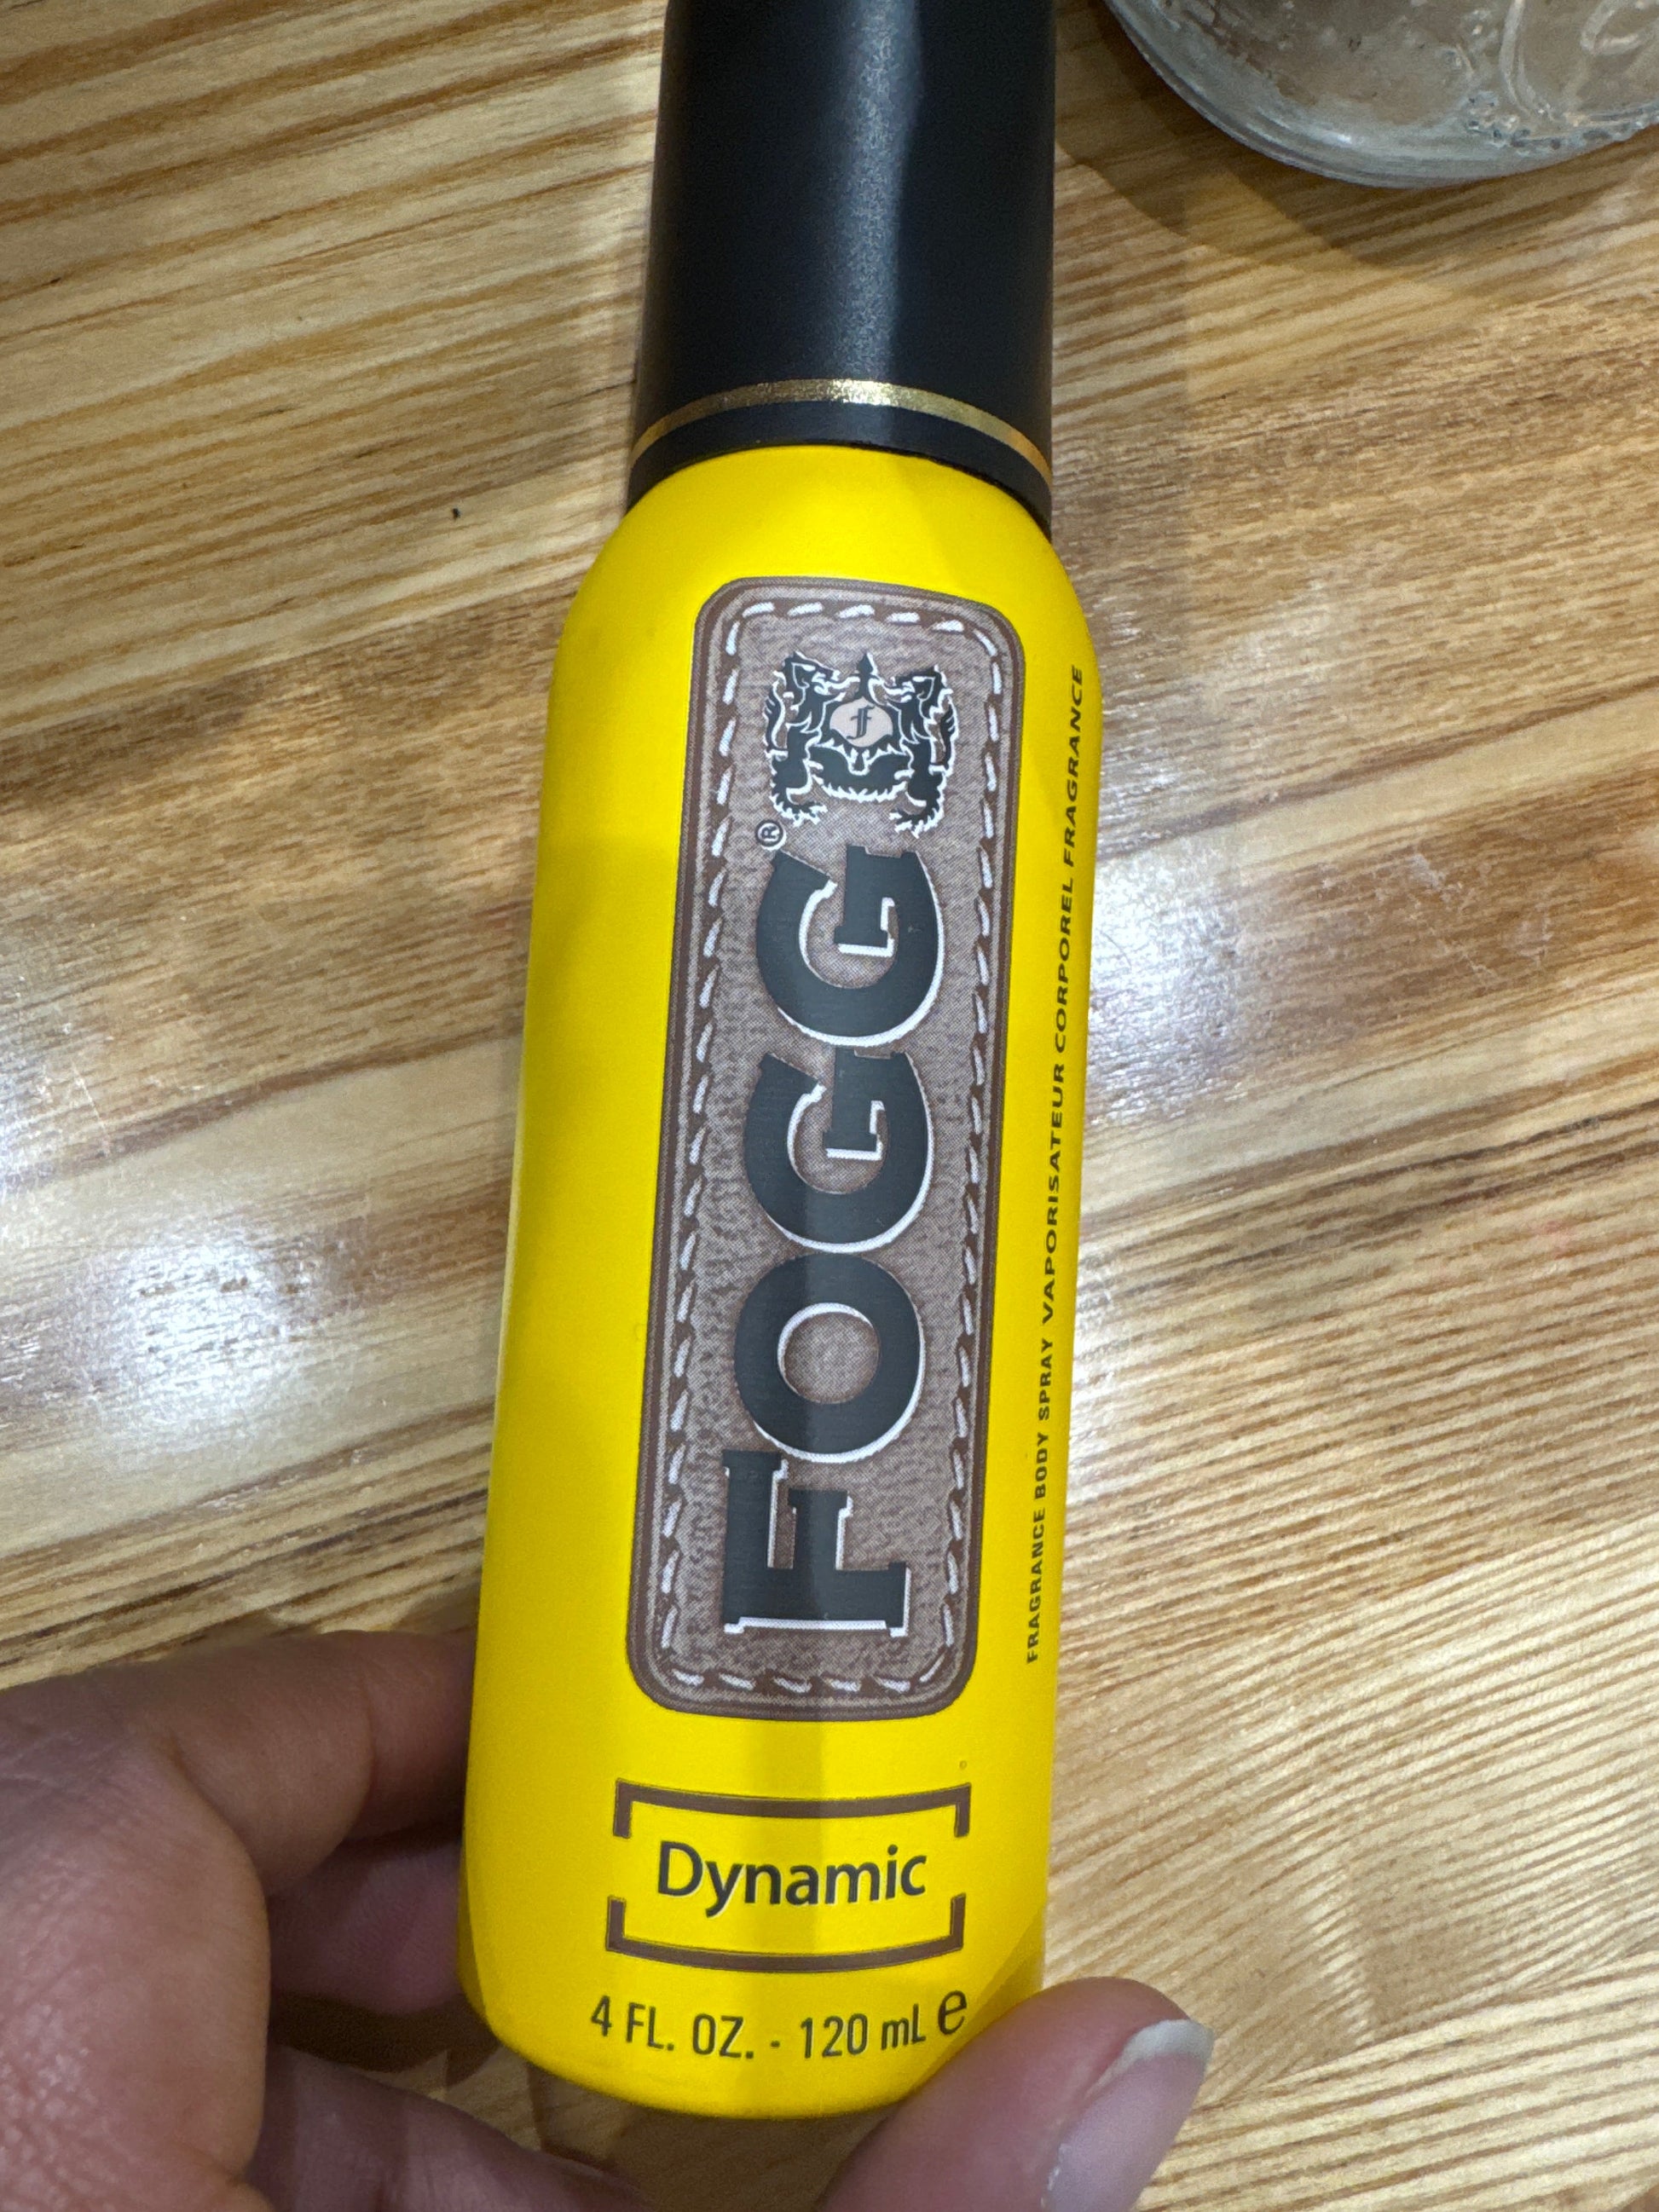 f
FOGG®
FRAGRANCE BODY SPRAY VAPORISATEUR CORPOREL FRAGRANCE
Dynamic
4 FL. OZ. - 120 mL e